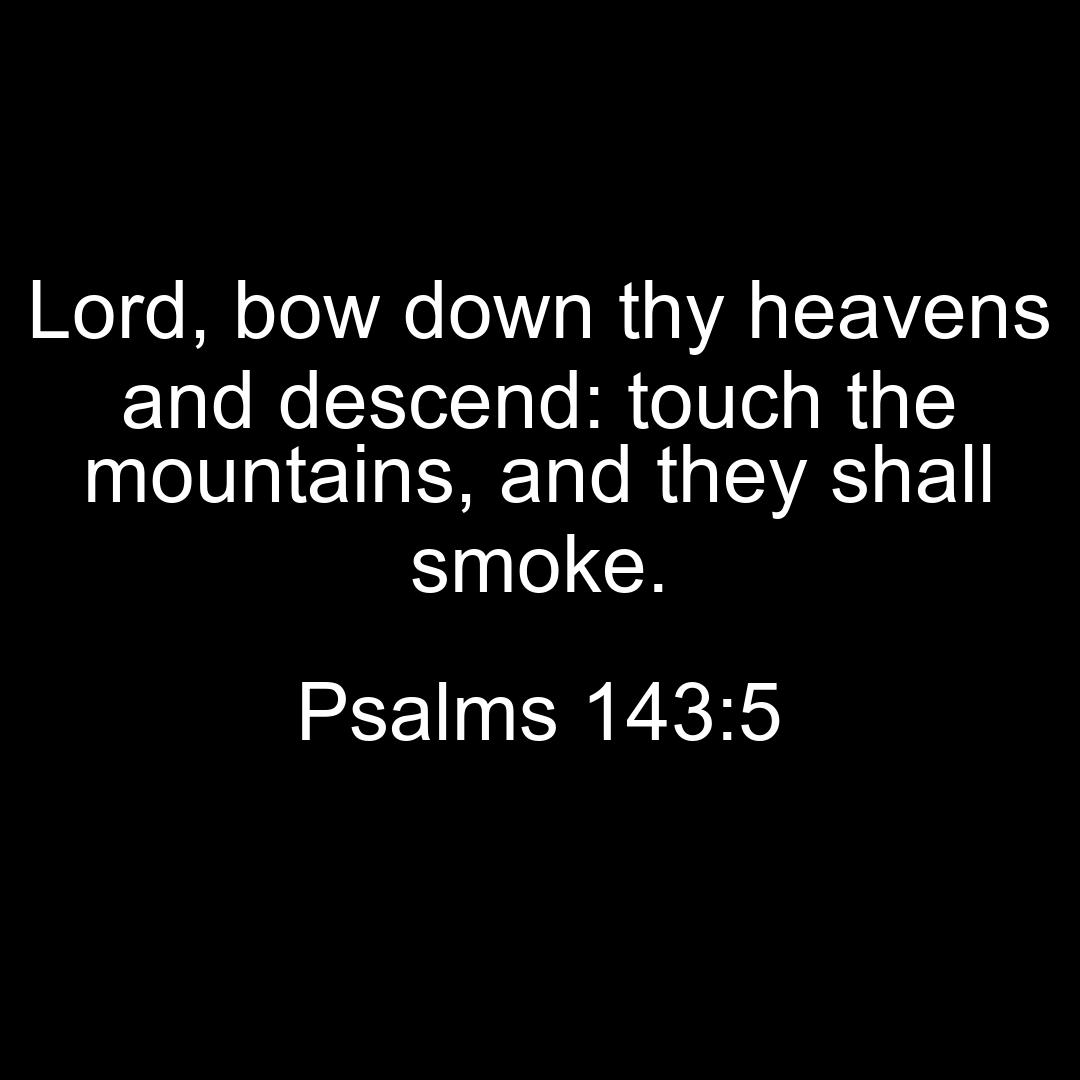 Lord, bow down thy heavens
and descend: touch the
mountains, and they shall
smoke.
Psalms 143:5